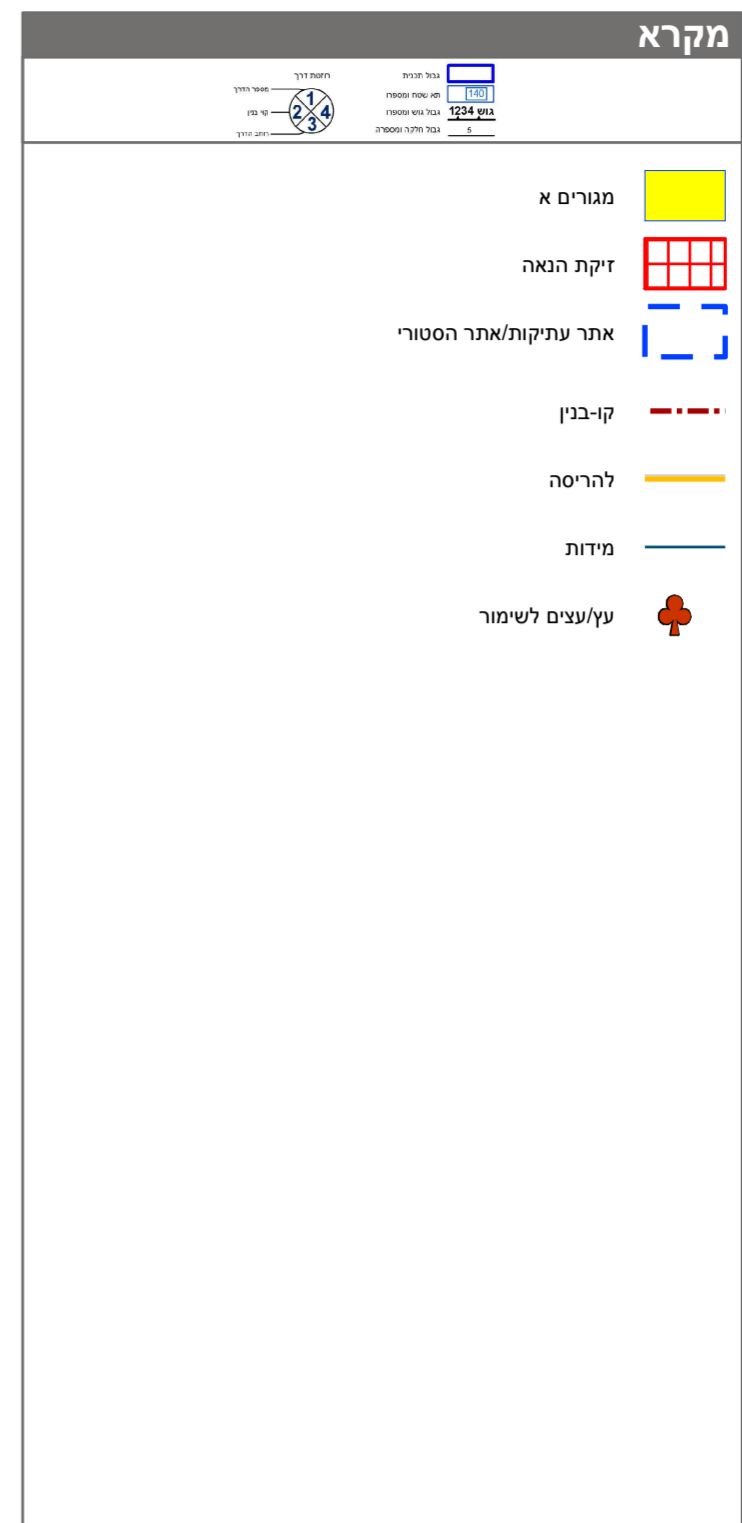 מקרא
גבול תכנית
תא שטח ומספרו 140
גבול גוש ומספרו גוש 1234
גבול חלקה ומספרה 5
רוזטת דרך
מספר הדרך
קווי בנין
רוחב הדרך
1
2 4
3
מגורים א
זיקת הנאה
אתר עתיקות/אתר הסטורי
קו-בנין
להריסה
מידות
עץ/עצים לשימור